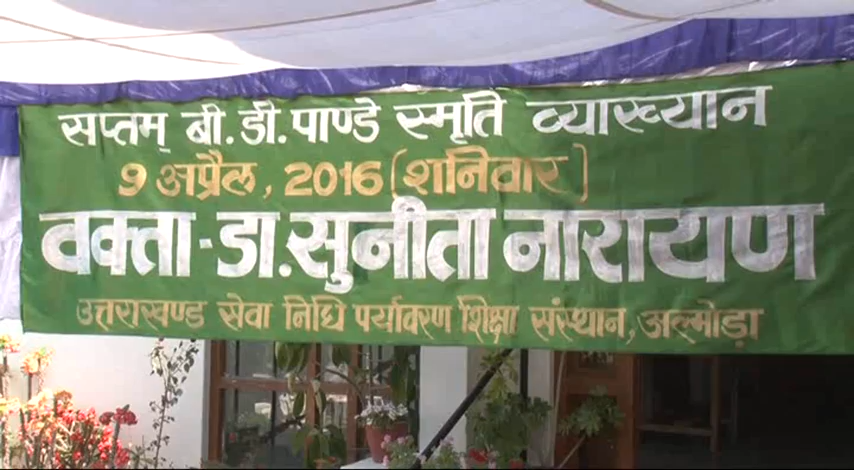 सप्तम् बी.डी.पाण्डे स्मृति व्याख्यान
9 अप्रैल, 2016 (शनिवार)
वक्ता-डा.सुनीता नारायण
उत्तराखण्ड सेवा निधि पर्यावरण शिक्षा संस्थान,अल्मोड़ा